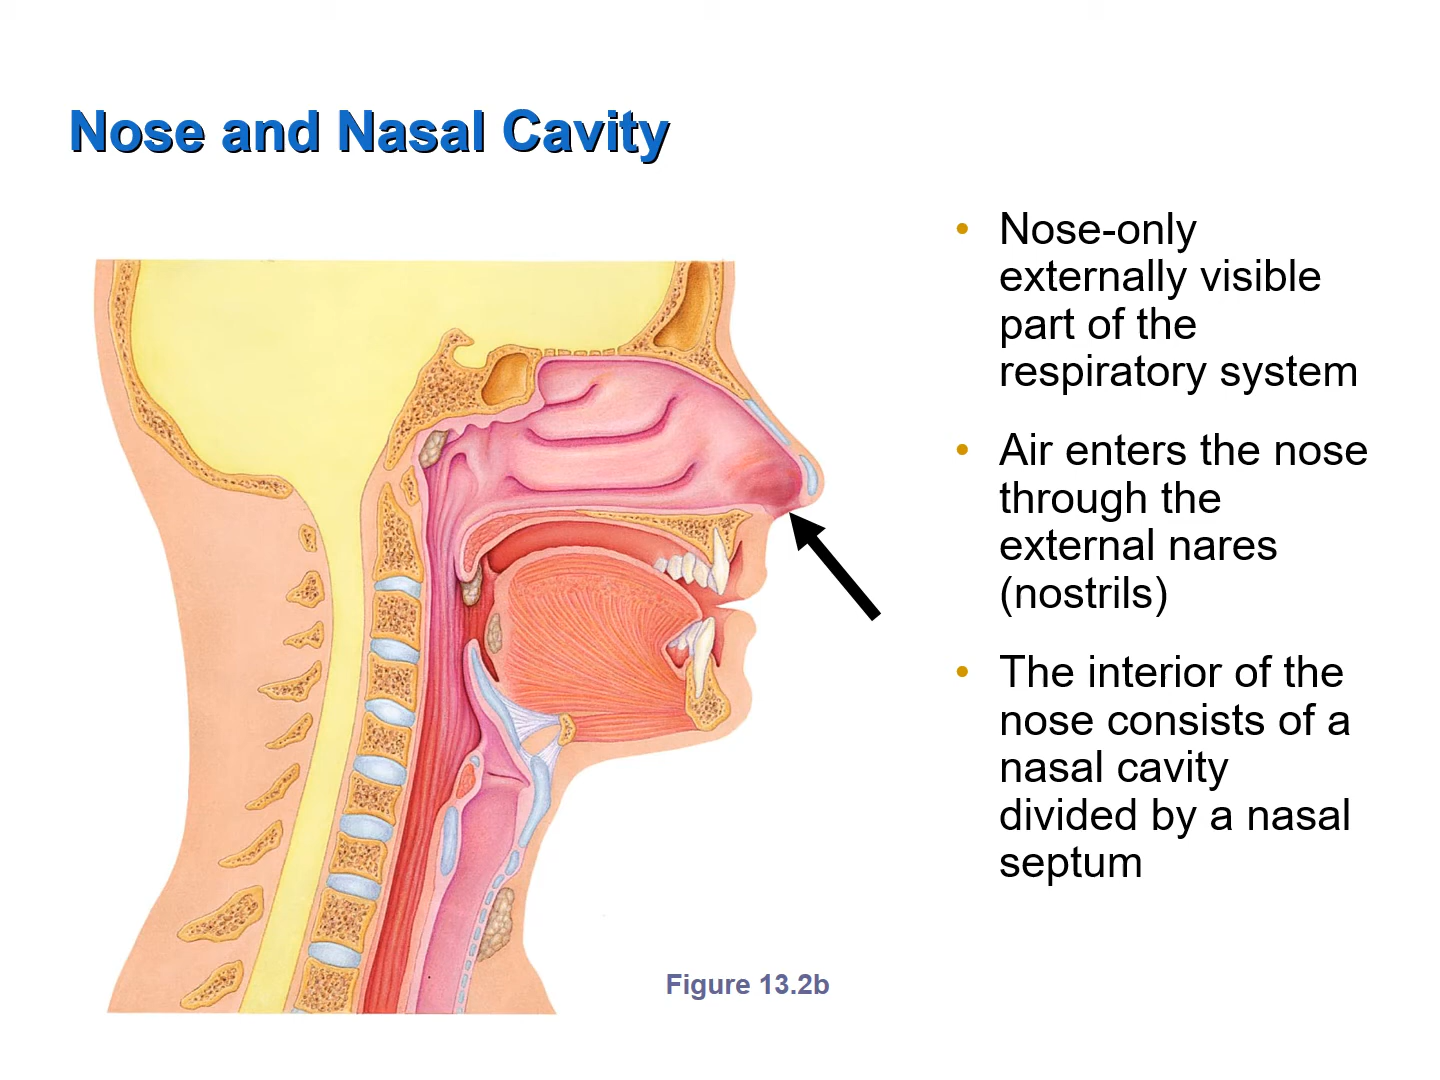 Nose and Nasal Cavity
• Nose-only
externally visible
part of the
respiratory system
• Air enters the nose
through the
external nares
(nostrils)
• The interior of the
nose consists of a
nasal cavity
divided by a nasal
septum
Figure 13.2b